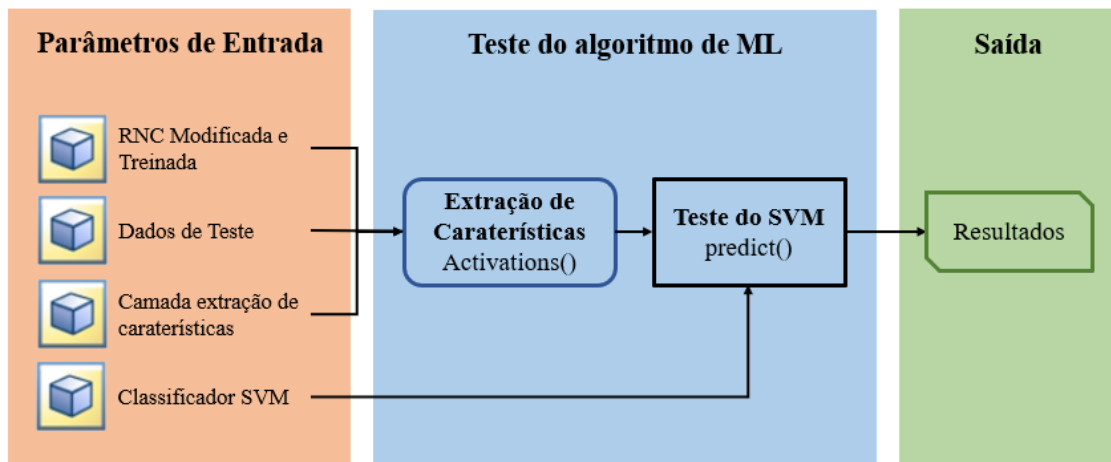 Parâmetros de Entrada
RNC Modificada e
Treinada
Dados de Teste
Camada extração de
caraterísticas
Classificador SVM
Teste do algoritmo de ML
Extração de
Caraterísticas
Activations()
Teste do SVM
predict()
Saída
Resultados